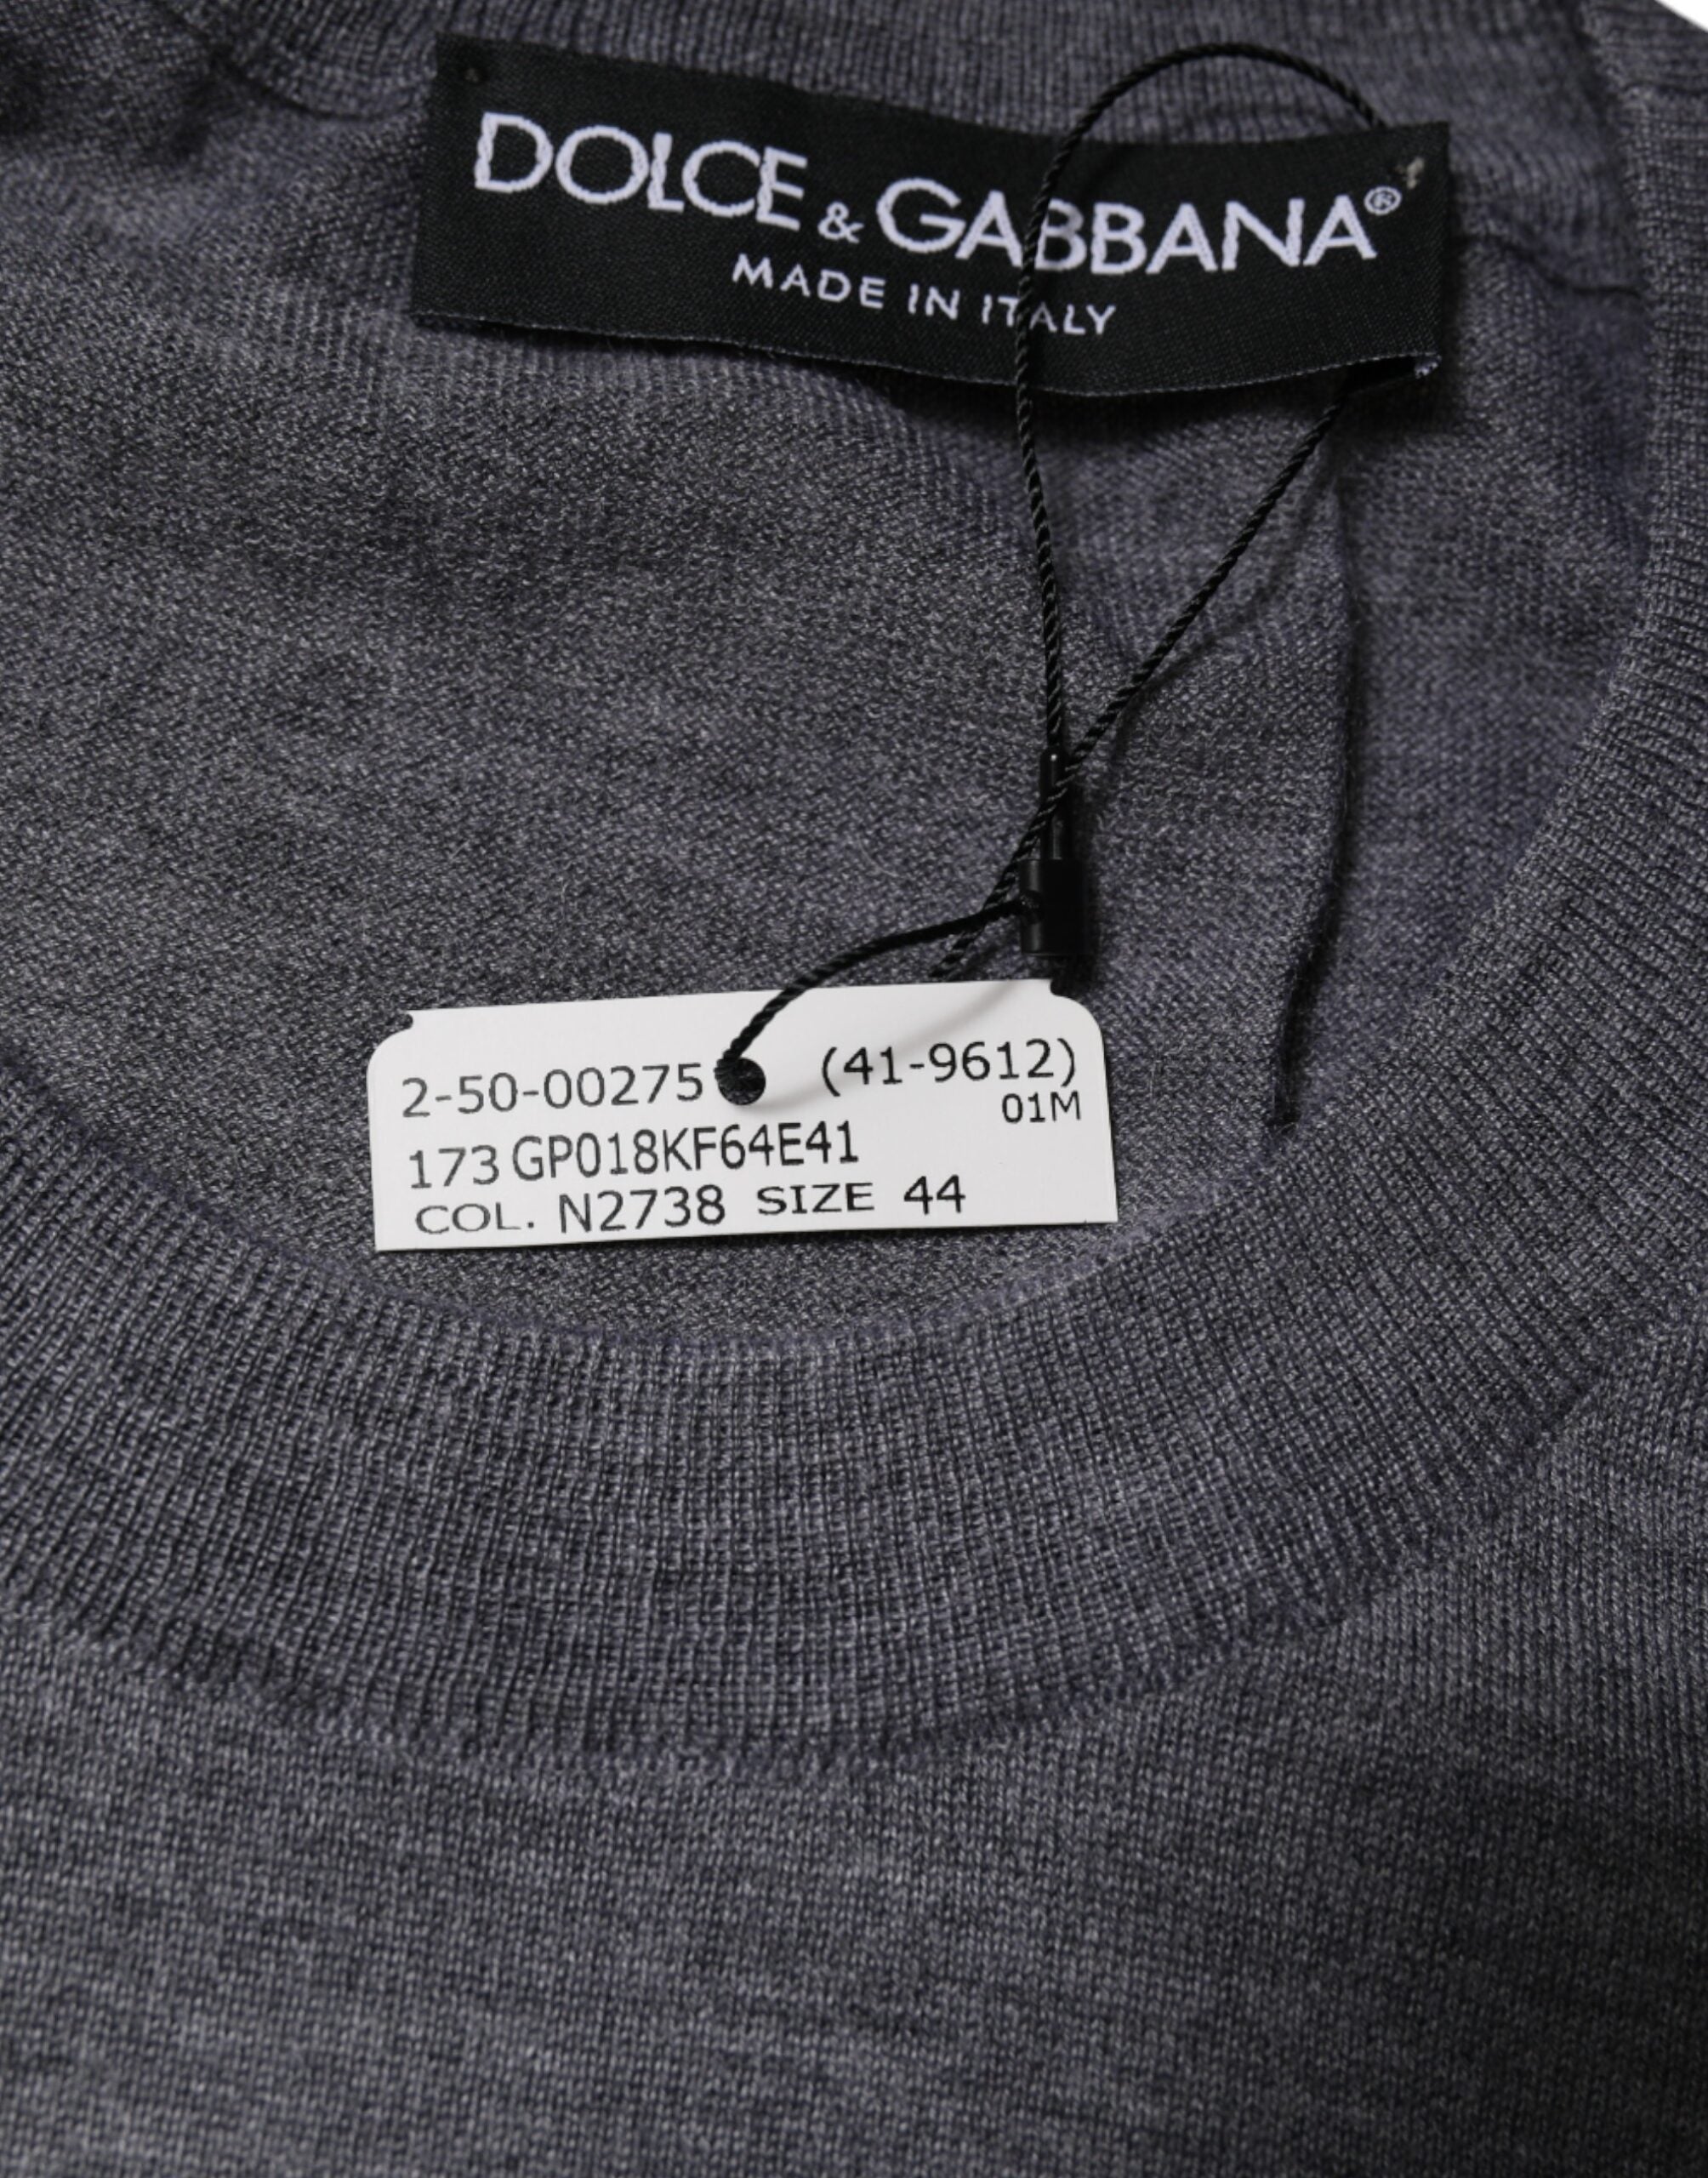 DOLCE & GABBANA®
MADE IN ITALY
2-50-00275 (41-9612)
01M
173 GP018KF64E41
COL. N2738 SIZE 44